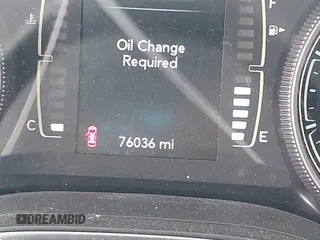 F
Oil Change
Required
C
76036 mi
E
DREAMBID